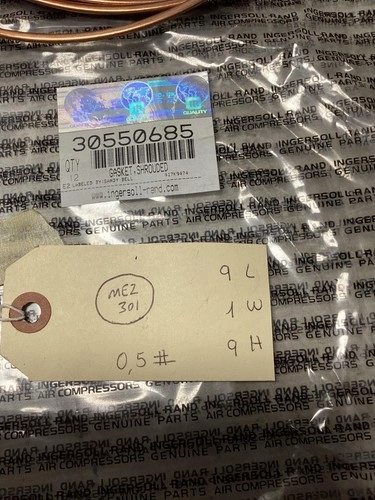 QUALITY
30550685
QTY
12
GASKET, SHROUDED
www.ingersoll-rand.com
MEZ
301
0,5 #
9 L
1 W
9 H
INGERSOLL RAND
AIR COMPRESSORS
GENUINE PARTS